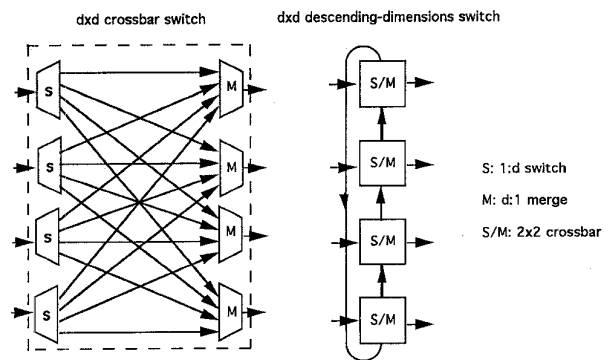 dxd crossbar switch
dxd descending-dimensions switch
S
M
S/M
S
M
S/M
S: 1:d switch
M: d:1 merge
S
M
S/M
S/M: 2x2 crossbar
S
M
S/M